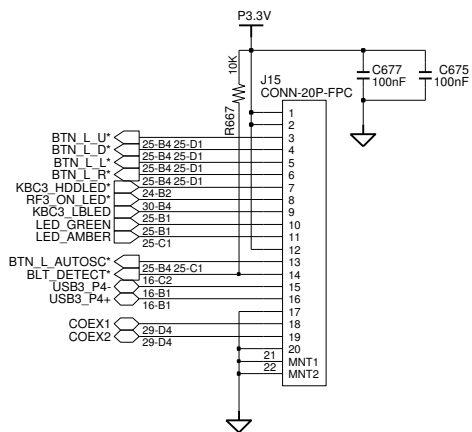 P3.3V
10K
R667
J15
CONN-20P-FPC
C677
100nF
C675
100nF
1
2
BTN_L_U* 3
25-B4 25-D1
BTN_L_D* 4
25-B4 25-D1
BTN_L_L* 5
25-B4 25-D1
BTN_L_R* 6
25-B4 25-D1
KBC3_HDDLED* 7
24-B2
RF3_ON_LED* 8
30-B4
KBC3_LBLED 9
25-B1
LED_GREEN 10
25-B1
LED_AMBER 11
25-C1
12
BTN_L_AUTOSC* 13
25-B4 25-C1
BLT_DETECT* 14
16-C2
USB3_P4- 15
16-B1
USB3_P4+ 16
16-B1
17
COEX1 18
29-D4
COEX2 19
29-D4
20
21 MNT1
22 MNT2